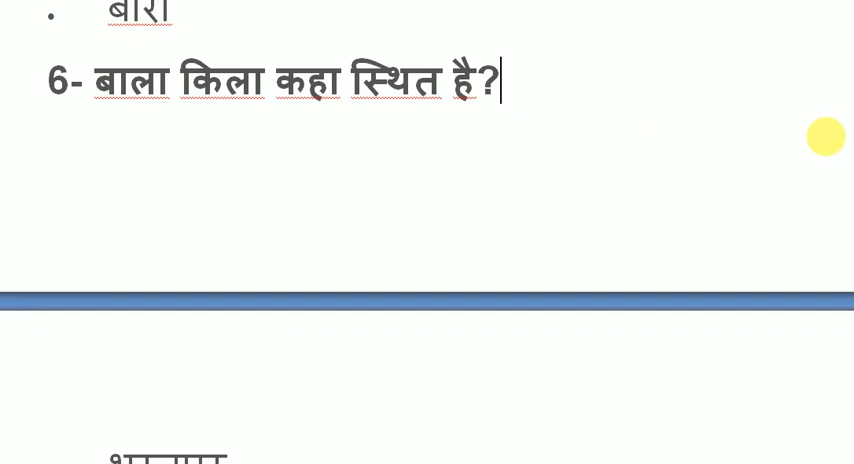 • बारां
6- बाला किला कहा स्थित है?